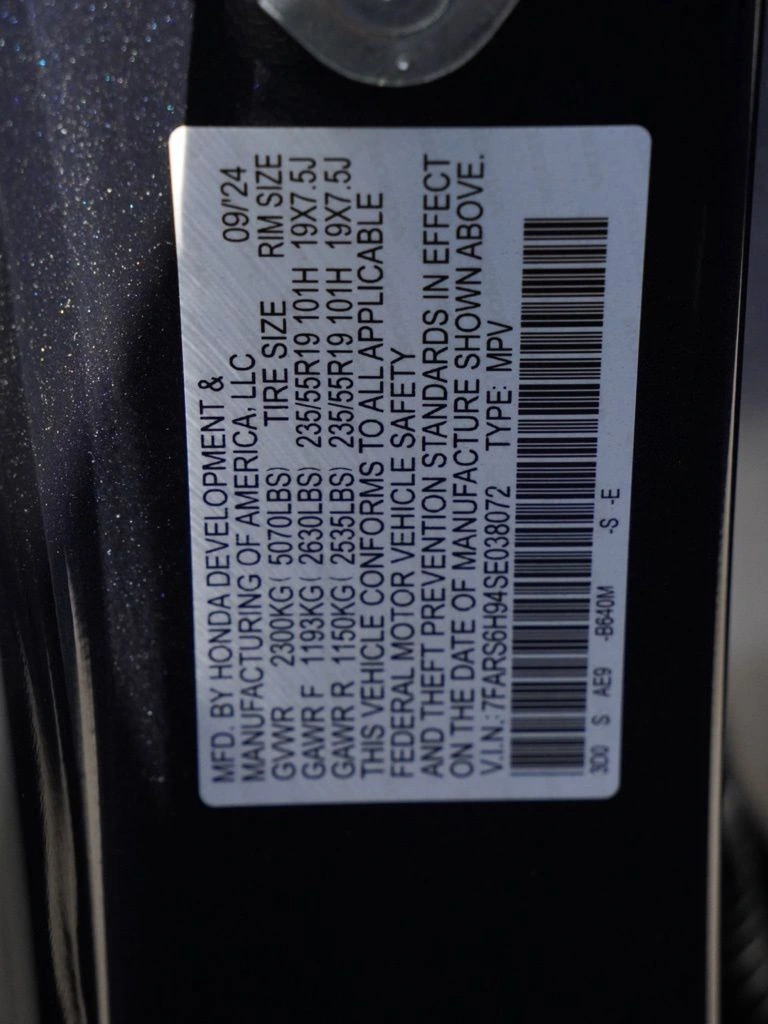 MFD. BY HONDA DEVELOPMENT &
MANUFACTURING OF AMERICA, LLC 09/'24
GVWR 2300KG( 5070LBS) TIRE SIZE RIM SIZE
GAWR F 1193KG( 2630LBS) 235/55R19 101H 19X7.5J
GAWR R 1150KG( 2535LBS) 235/55R19 101H 19X7.5J
THIS VEHICLE CONFORMS TO ALL APPLICABLE
FEDERAL MOTOR VEHICLE SAFETY
AND THEFT PREVENTION STANDARDS IN EFFECT
ON THE DATE OF MANUFACTURE SHOWN ABOVE.
V.I.N.:7FARS6H94SE038072 TYPE: MPV
3D0 S AE9 -B640M -S -E